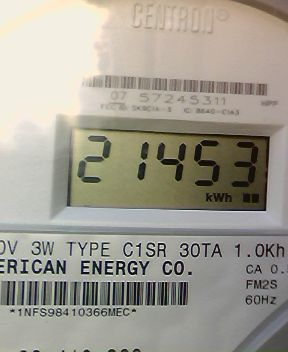 CENTRON®
07 57245311
21453
kWh
3W TYPE C1SR 30TA 1.0Kh
ERICAN ENERGY CO.
CA 0.
FM2S
60Hz
*1NFS98410366MEC*